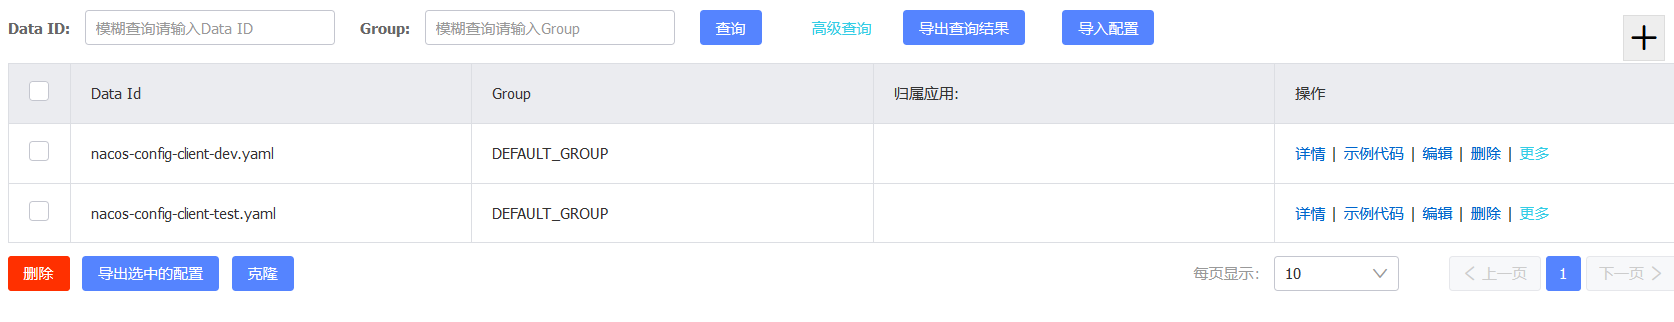 Data ID: 模糊查询请输入Data ID Group: 模糊查询请输入Group 查询 高级查询 导出查询结果 导入配置
Data Id Group 归属应用: 操作
nacos-config-client-dev.yaml DEFAULT_GROUP 详情 | 示例代码 | 编辑 | 删除 | 更多
nacos-config-client-test.yaml DEFAULT_GROUP 详情 | 示例代码 | 编辑 | 删除 | 更多
删除 导出选中的配置 克隆 每页显示: 10 上一页 1 下一页